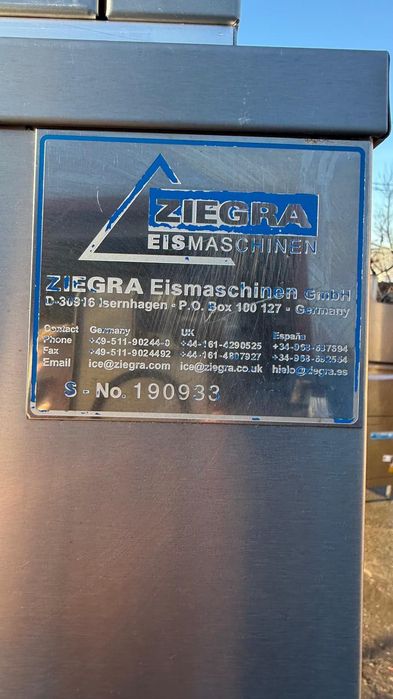 ZIEGRA
EISMASCHINEN
ZIEGRA Eismaschinen GmbH
D-30916 Isernhagen - P.O. Box 100 127 - Germany
Contact Germany UK España
Phone +49-511-90244-0 +44-161-4290525
Fax +49-511-9024492 +44-161-4807927
Email ice@ziegra.com ice@ziegra.co.uk hielo@ziegra.es
S - No. 190933